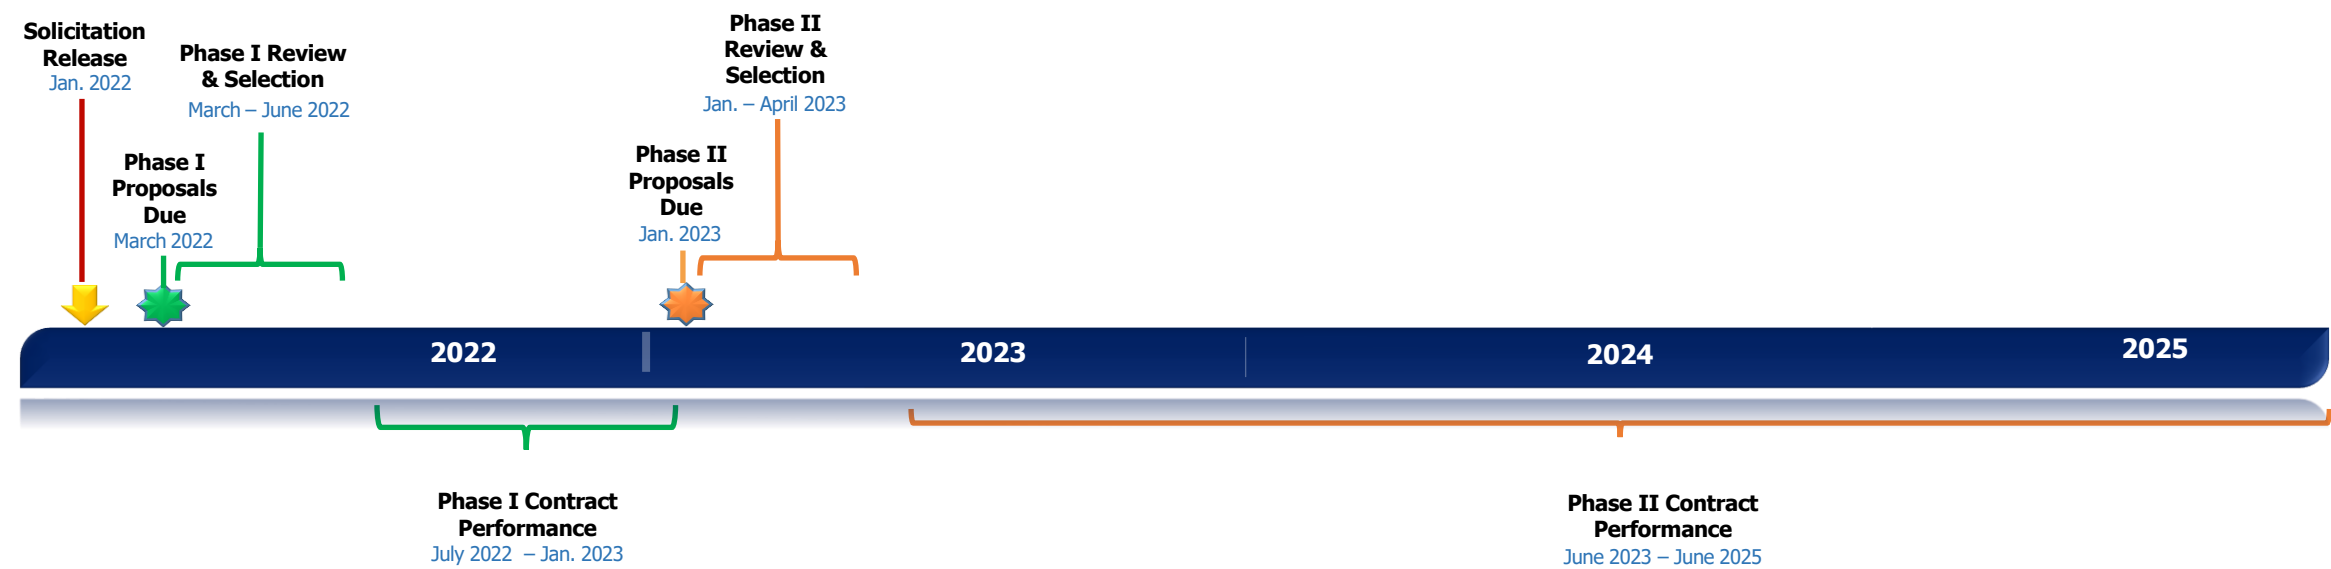 Solicitation
Release
Jan. 2022
Phase I Review
& Selection
March – June 2022
Phase I
Proposals
Due
March 2022
Phase II
Review &
Selection
Jan. – April 2023
Phase II
Proposals
Due
Jan. 2023
2022
2023
2024
2025
Phase I Contract
Performance
July 2022  – Jan. 2023
Phase II Contract
Performance
June 2023 – June 2025